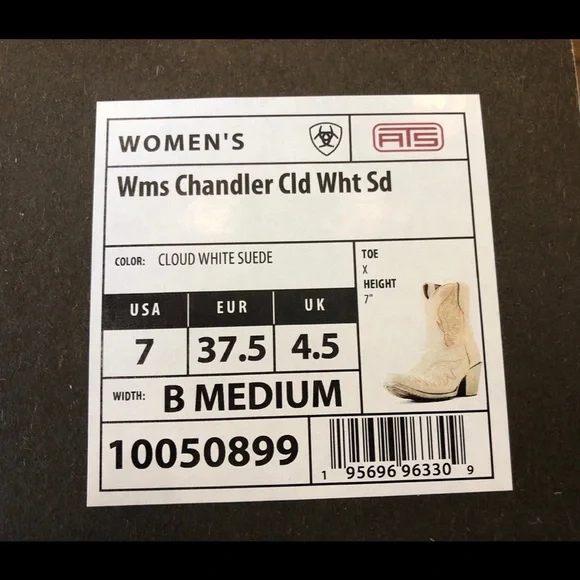 WOMEN'S
ATS
Wms Chandler Cld Wht Sd
COLOR: CLOUD WHITE SUEDE
TOE
X
HEIGHT
7"
USA EUR UK
7 37.5 4.5
WIDTH: B MEDIUM
10050899
1 95696 96330 9